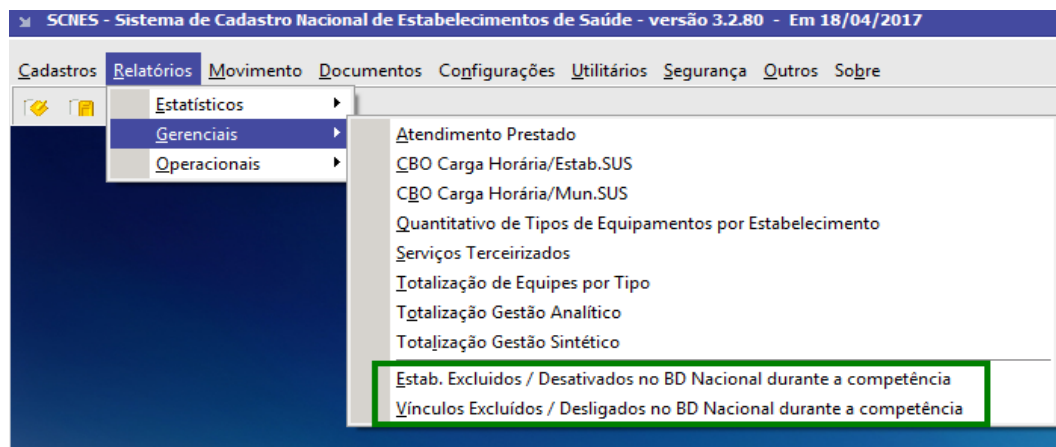 SCNES - Sistema de Cadastro Nacional de Estabelecimentos de Saúde - versão 3.2.80 - Em 18/04/2017
Cadastros Relatórios Movimento Documentos Configurações Utilitários Segurança Outros Sobre
Estatísticos
Gerenciais
Operacionais
Atendimento Prestado
CBO Carga Horária/Estab.SUS
CBO Carga Horária/Mun.SUS
Quantitativo de Tipos de Equipamentos por Estabelecimento
Serviços Terceirizados
Totalização de Equipes por Tipo
Totalização Gestão Analítico
Totalização Gestão Sintético
Estab. Excluidos / Desativados no BD Nacional durante a competência
Vínculos Excluídos / Desligados no BD Nacional durante a competência